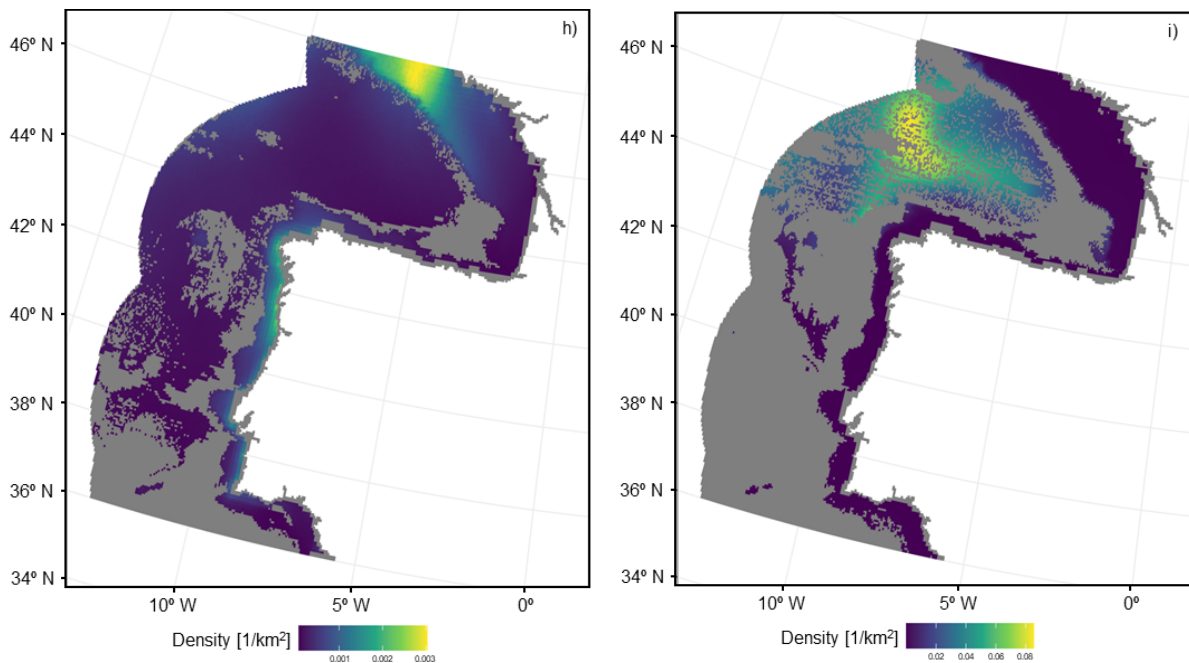 h)
46º N
44º N
42º N
40º N
38º N
36º N
34º N
10º W
5º W
0º
Density [1/km²]
0.001
0.002
0.003
i)
46º N
44º N
42º N
40º N
38º N
36º N
34º N
10º W
5º W
0º
Density [1/km²]
0.02
0.04
0.06
0.08